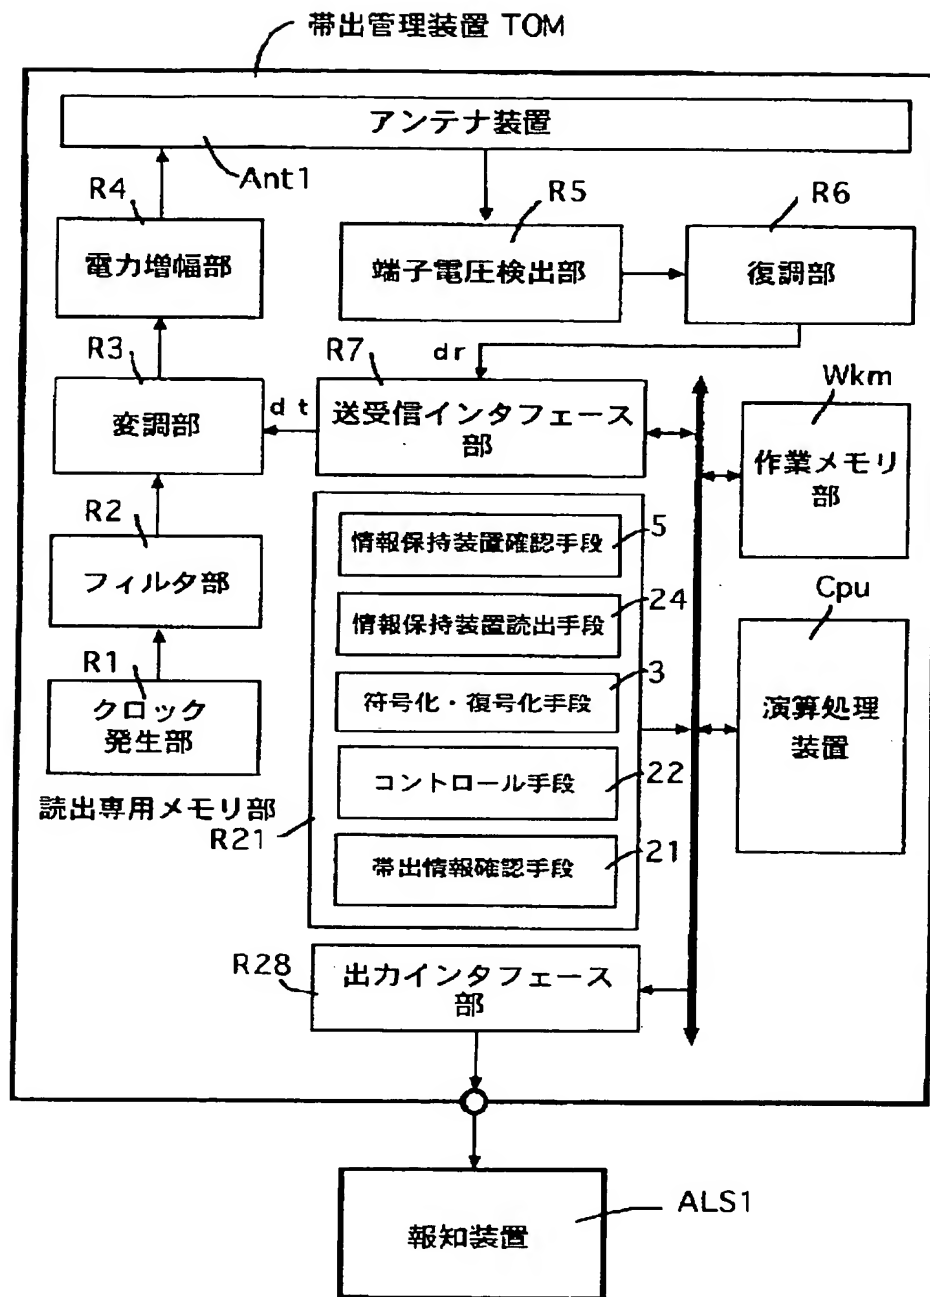 帯出管理装置 TOM
アンテナ装置
Ant1
R4
電力増幅部
R5
端子電圧検出部
R6
復調部
R3
変調部
dt
R7
dr
送受信インタフェース
部
Wkm
作業メモリ
部
R2
フィルタ部
R1
クロック
発生部
読出専用メモリ部
R21
情報保持装置確認手段
5
情報保持装置読出手段
24
符号化・復号化手段
3
コントロール手段
22
帯出情報確認手段
21
Cpu
演算処理
装置
R28
出力インタフェース
部
報知装置
ALS1